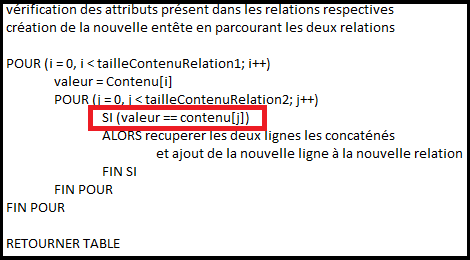 vérification des attributs présent dans les relations respectives
création de la nouvelle entête en parcourant les deux relations
POUR (i = 0, i < tailleContenuRelation1; i++)
valeur = Contenu[i]
POUR (j = 0, j < tailleContenuRelation2; j++)
SI (valeur == contenu[j])
ALORS recuperer les deux lignes les concaténés
et ajout de la nouvelle ligne à la nouvelle relation
FIN SI
FIN POUR
FIN POUR
RETOURNER TABLE